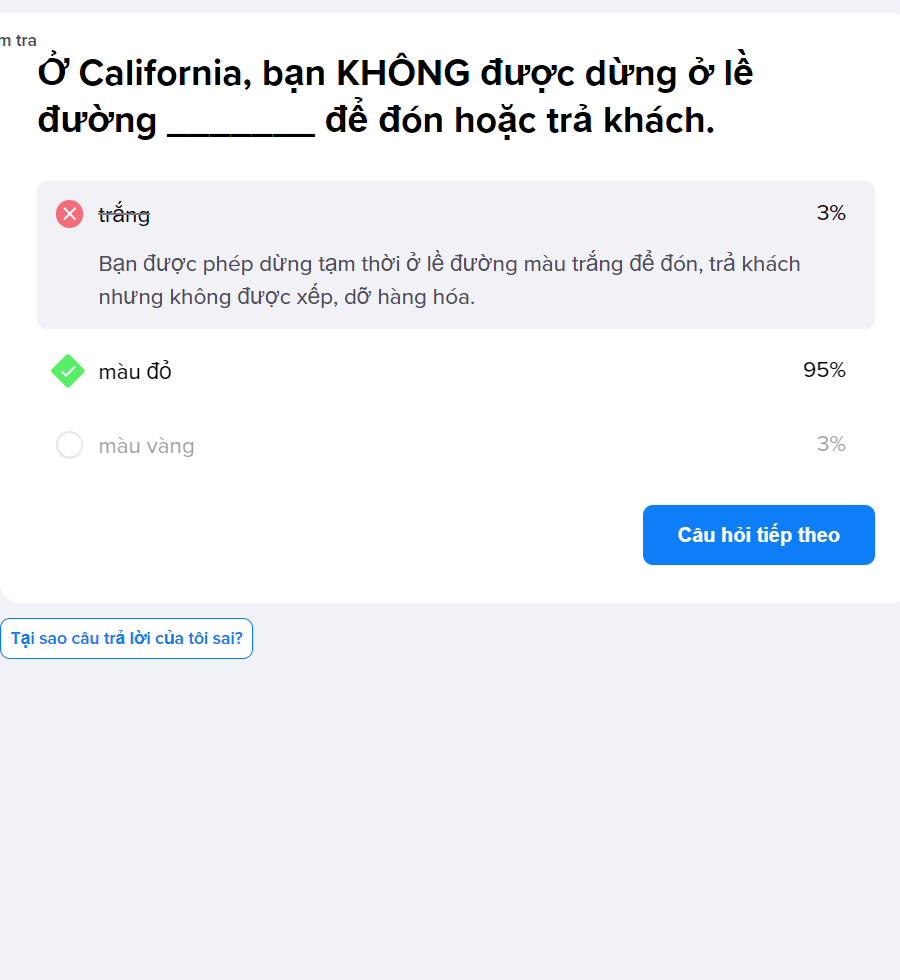 m tra
Ở California, bạn KHÔNG được dừng ở lề
đường _______ để đón hoặc trả khách.
trắng
3%
Bạn được phép dừng tạm thời ở lề đường màu trắng để đón, trả khách
nhưng không được xếp, dỡ hàng hóa.
màu đỏ
95%
màu vàng
3%
Câu hỏi tiếp theo
Tại sao câu trả lời của tôi sai?